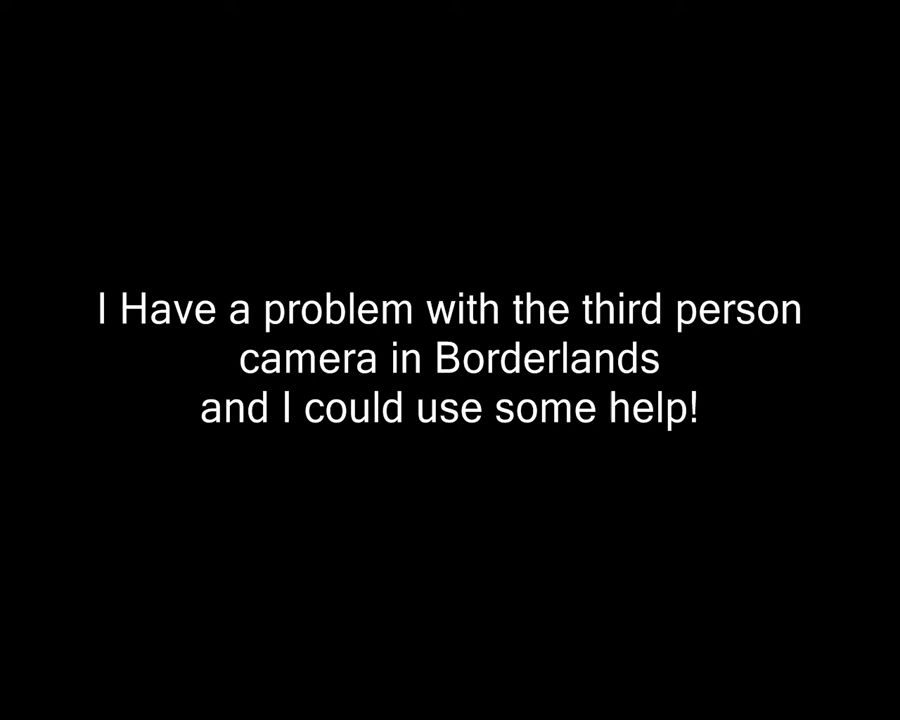 I Have a problem with the third person
camera in Borderlands
and I could use some help!